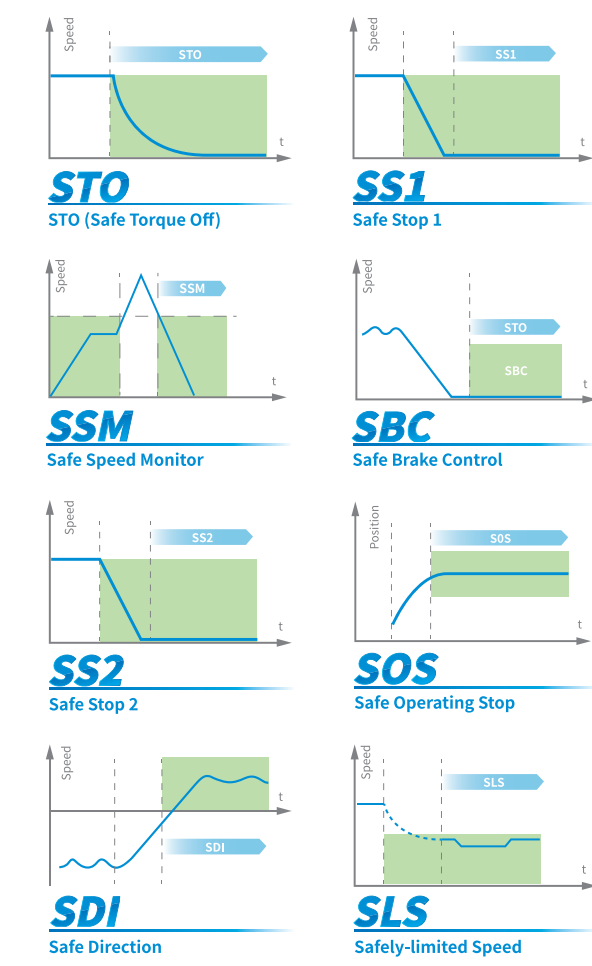 Speed
STO
t
STO
STO (Safe Torque Off)
Speed
SS1
t
SS1
Safe Stop 1
Speed
SSM
t
SSM
Safe Speed Monitor
Speed
STO
SBC
t
SBC
Safe Brake Control
Speed
SS2
t
SS2
Safe Stop 2
Position
SOS
t
SOS
Safe Operating Stop
Speed
t
SDI
SDI
Safe Direction
Speed
SLS
t
SLS
Safely-limited Speed